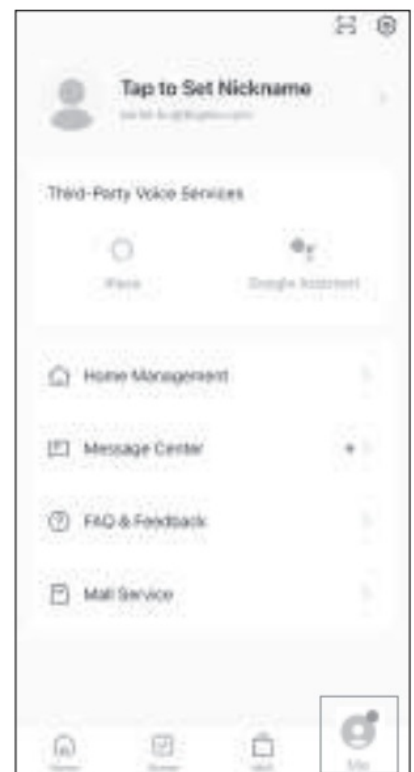 Tap to Set Nickname
Third-Party Voice Services
Alexa
Google Assistant
Home Management
Message Center
FAQ & Feedback
Mall Service
Me